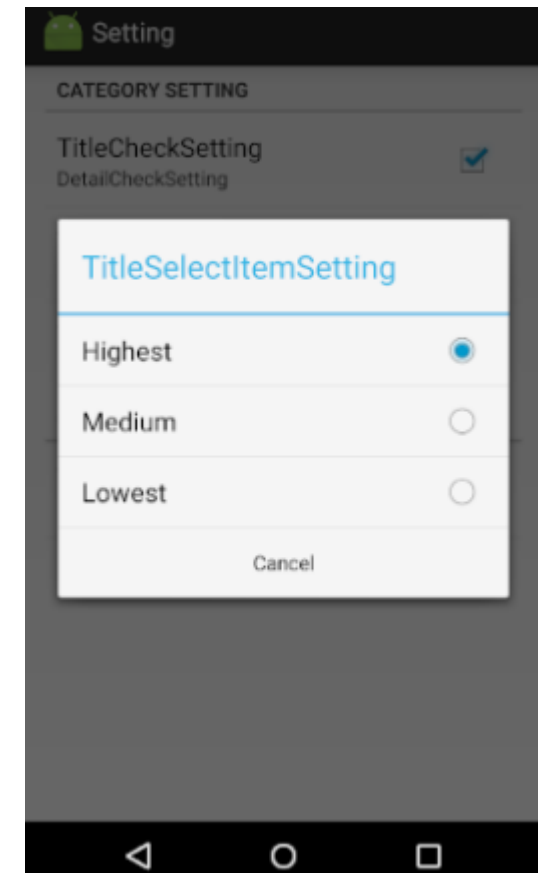 Setting
CATEGORY SETTING
TitleCheckSetting
DetailCheckSetting
TitleSelectItemSetting
Highest
Medium
Lowest
Cancel